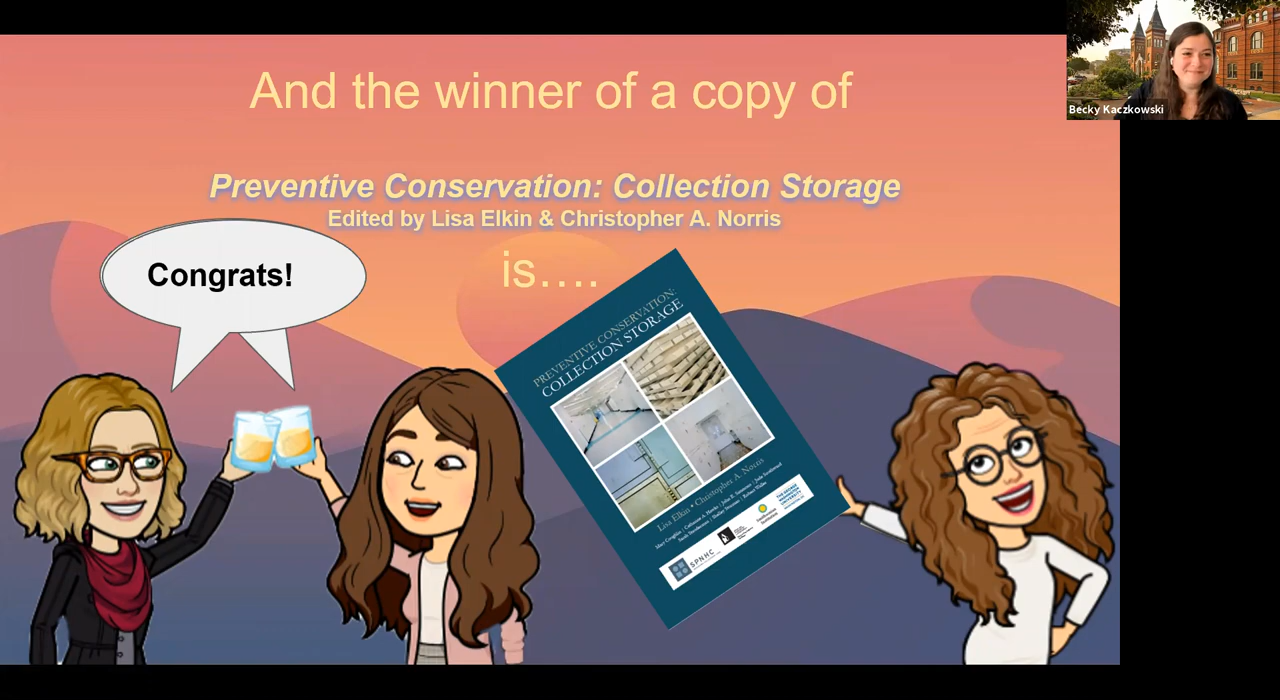 And the winner of a copy of
Becky Kaczkowski
Preventive Conservation: Collection Storage
Edited by Lisa Elkin & Christopher A. Norris
is....
Congrats!
PREVENTIVE CONSERVATION:
COLLECTION STORAGE
Lisa Elkin • Christopher A. Norris
SPNHC